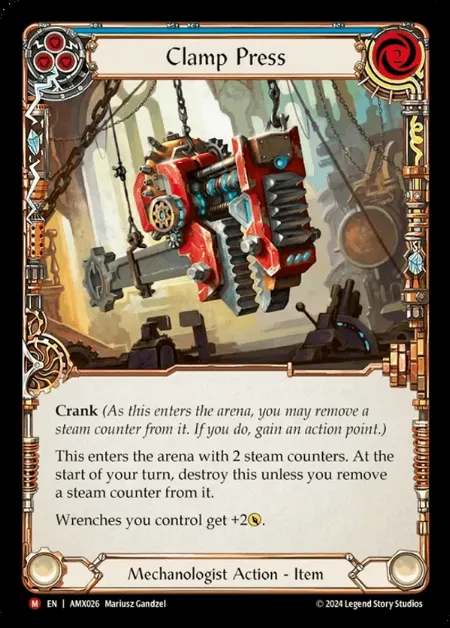 Clamp Press
2
Crank (As this enters the arena, you may remove a
steam counter from it. If you do, gain an action point.)
This enters the arena with 2 steam counters. At the
start of your turn, destroy this unless you remove
a steam counter from it.
Wrenches you control get +2.
Mechanologist Action - Item
M EN | AMX026 Mariusz Gandzel © 2024 Legend Story Studios